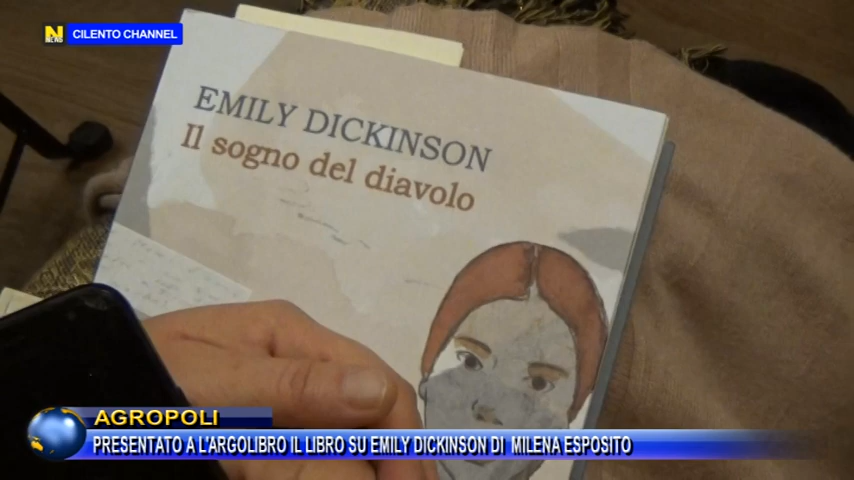 N
NEWS
CILENTO CHANNEL
EMILY DICKINSON
Il sogno del diavolo
AGROPOLI
PRESENTATO A L'ARGOLIBRO IL LIBRO SU EMILY DICKINSON DI MILENA ESPOSITO